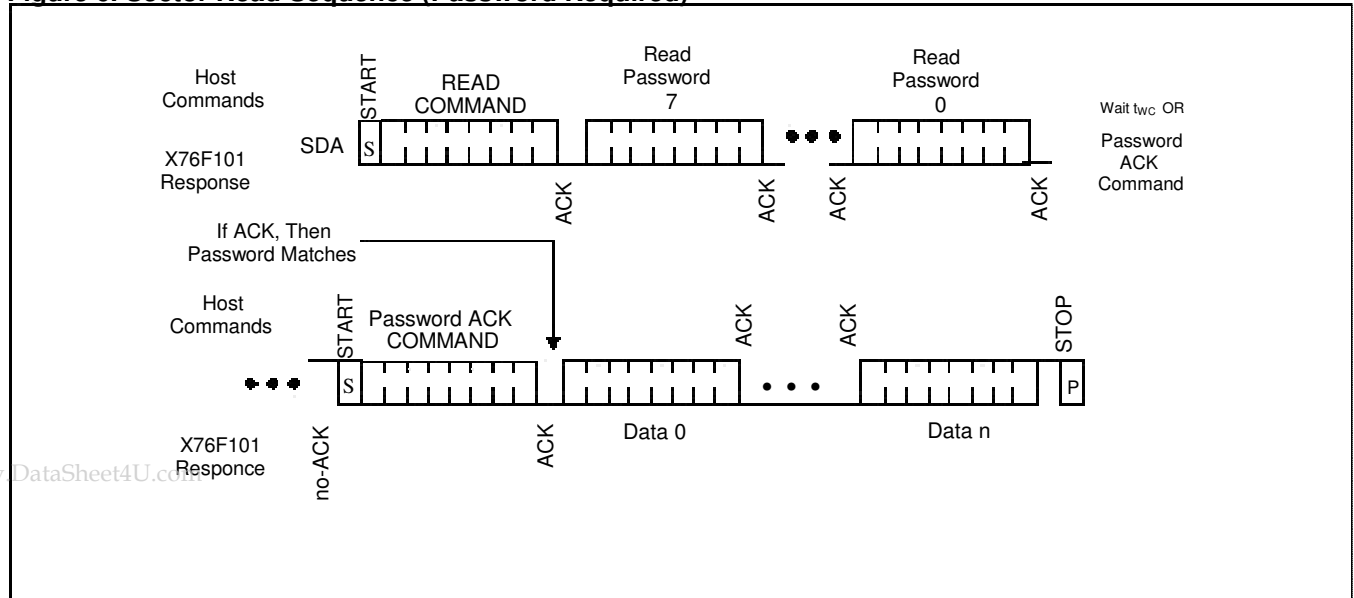 Figure 6. Sector Read Sequence (Password Required)
Host
Commands
START
READ
COMMAND
Read
Password
7
Read
Password
0
Wait tWC OR
Password
ACK
Command
SDA
S
X76F101
Response
ACK
ACK
ACK
ACK
If ACK, Then
Password Matches
Host
Commands
START
Password ACK
COMMAND
ACK
ACK
STOP
S
P
X76F101
Responce
no-ACK
ACK
Data 0
Data n
w.DataSheet4U.com